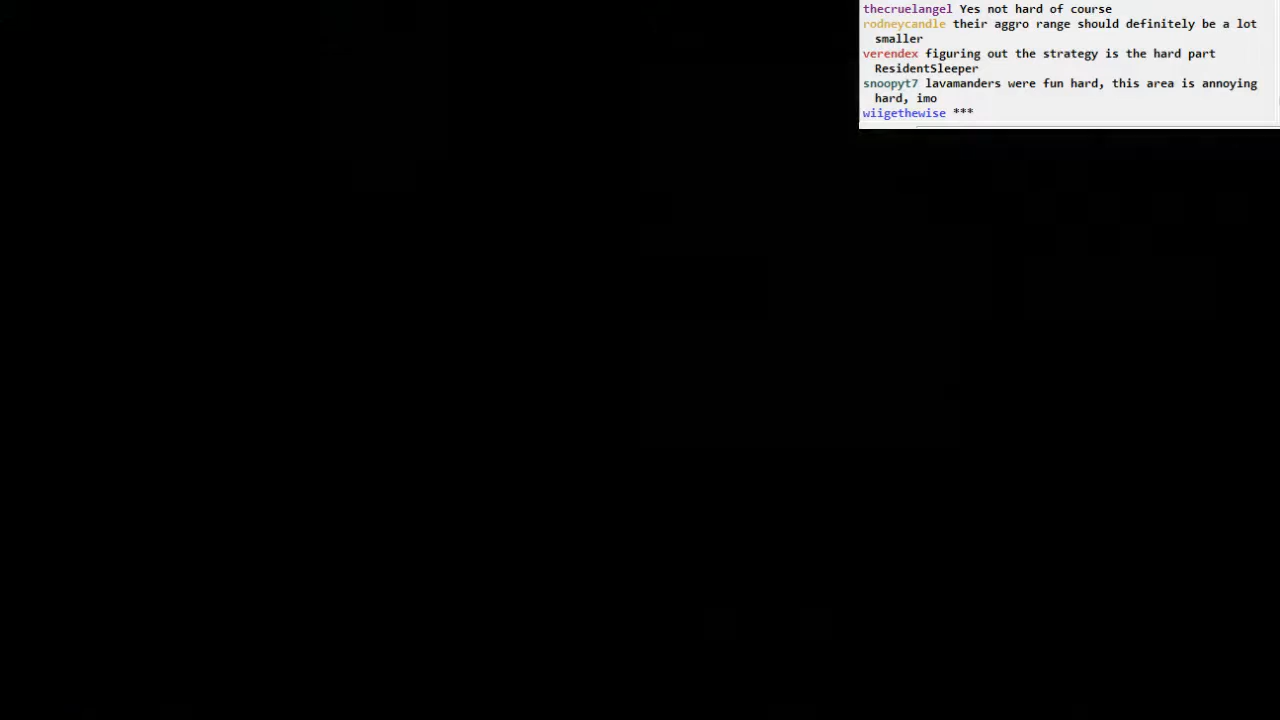 thecruelangel Yes not hard of course
rodneycandle their aggro range should definitely be a lot
smaller
verendex figuring out the strategy is the hard part
ResidentSleeper
snoopyt7 lavamanders were fun hard, this area is annoying
hard, imo
wiigethewise ***